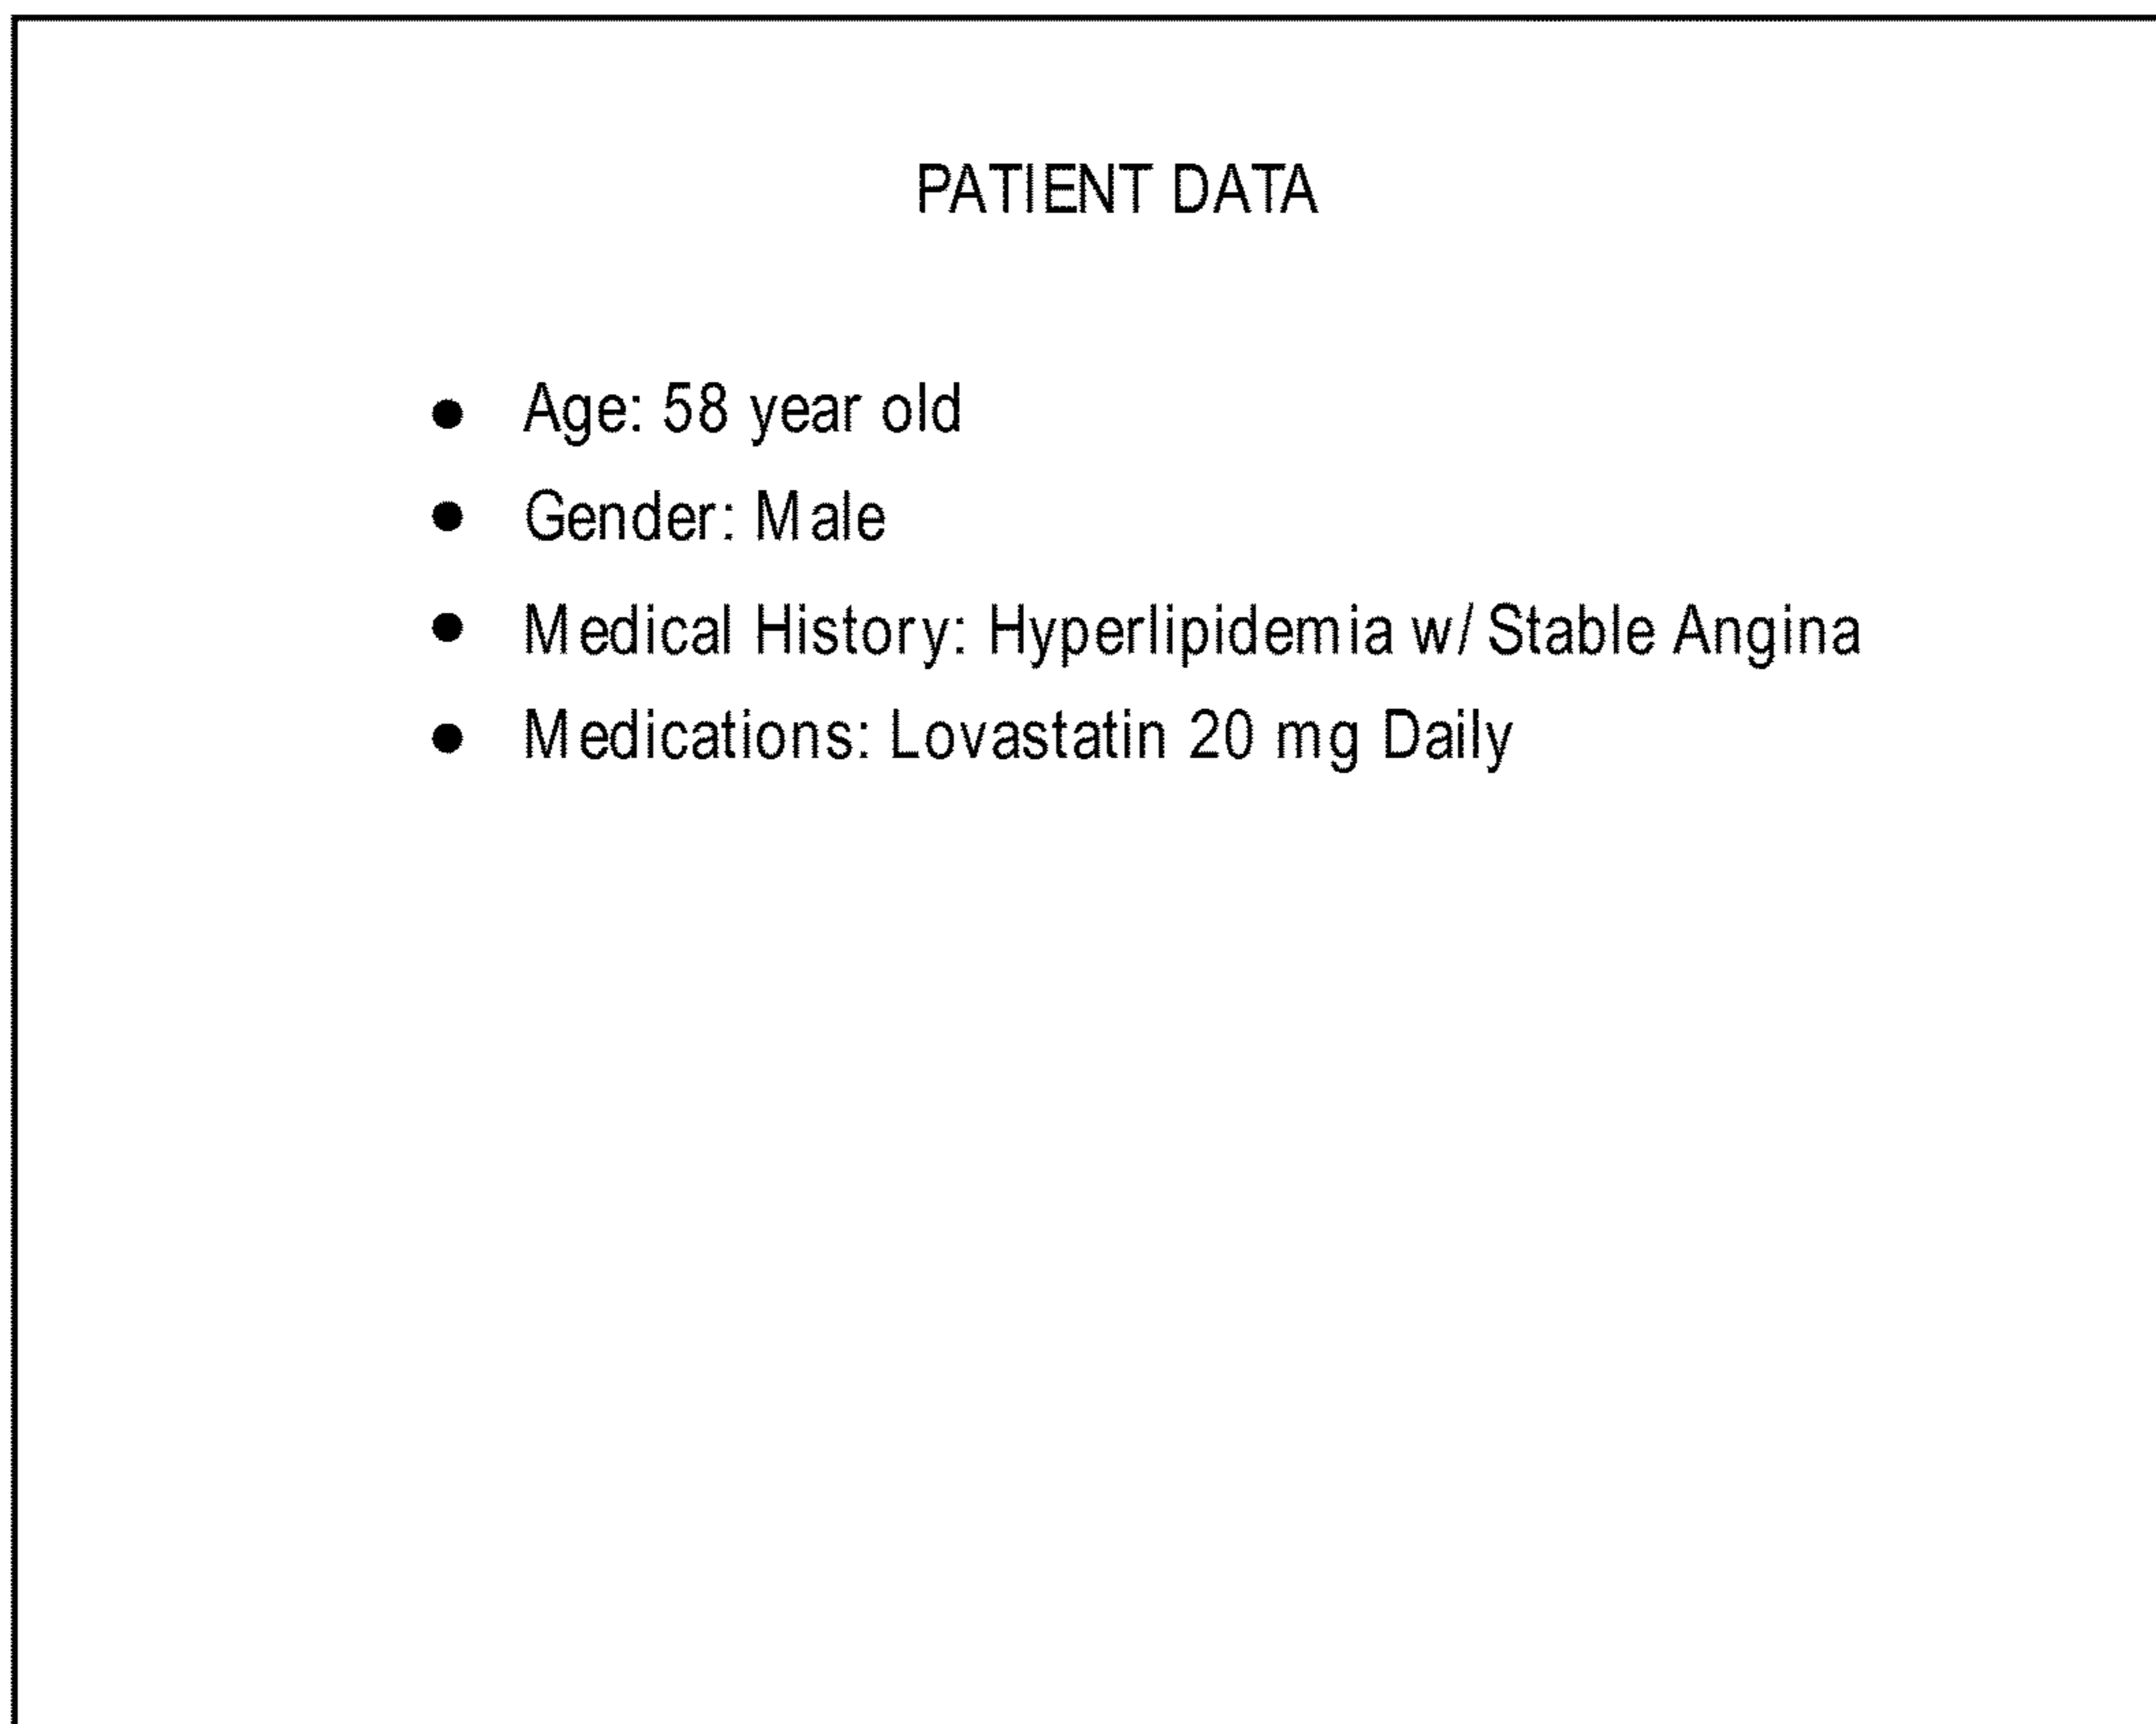 PATIENT DATA
● Age: 58 year old
● Gender: Male
● Medical History: Hyperlipidemia w/ Stable Angina
● Medications: Lovastatin 20 mg Daily